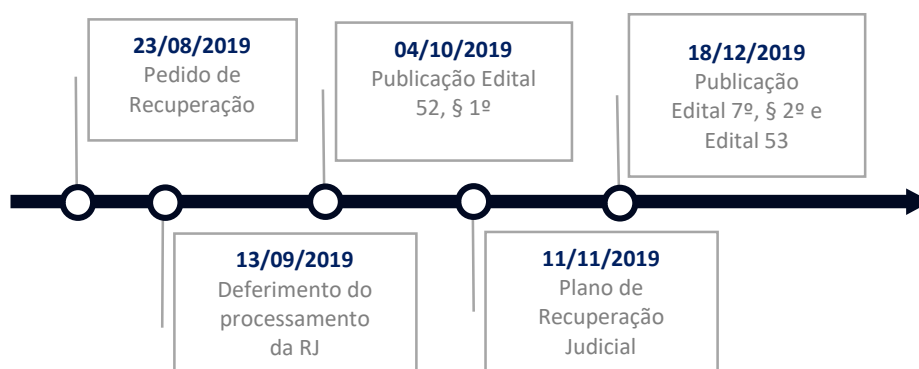 23/08/2019
Pedido de
Recuperação
04/10/2019
Publicação Edital
52, § 1º
18/12/2019
Publicação
Edital 7º, § 2º e
Edital 53
13/09/2019
Deferimento do
processamento
da RJ
11/11/2019
Plano de
Recuperação
Judicial